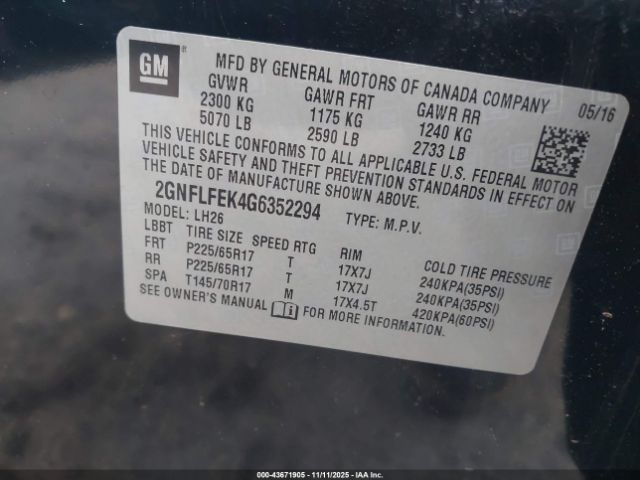 GM ®
MFD BY GENERAL MOTORS OF CANADA COMPANY 05/16
GVWR GAWR FRT GAWR RR
2300 KG 1175 KG 1240 KG
5070 LB 2590 LB 2733 LB
THIS VEHICLE CONFORMS TO ALL APPLICABLE U.S. FEDERAL MOTOR
VEHICLE SAFETY AND THEFT PREVENTION STANDARDS IN EFFECT ON
THE DATE OF MANUFACTURE SHOWN ABOVE.
2GNFLFEK4G6352294 TYPE: M.P.V.
MODEL: LH26
LBBT TIRE SIZE SPEED RTG RIM COLD TIRE PRESSURE
FRT P225/65R17 T 17X7J 240KPA(35PSI)
RR P225/65R17 T 17X7J 240KPA(35PSI)
SPA T145/70R17 M 17X4.5T 420KPA(60PSI)
SEE OWNER'S MANUAL i FOR MORE INFORMATION.
000-43671905 - 11/11/2025 - IAA Inc.